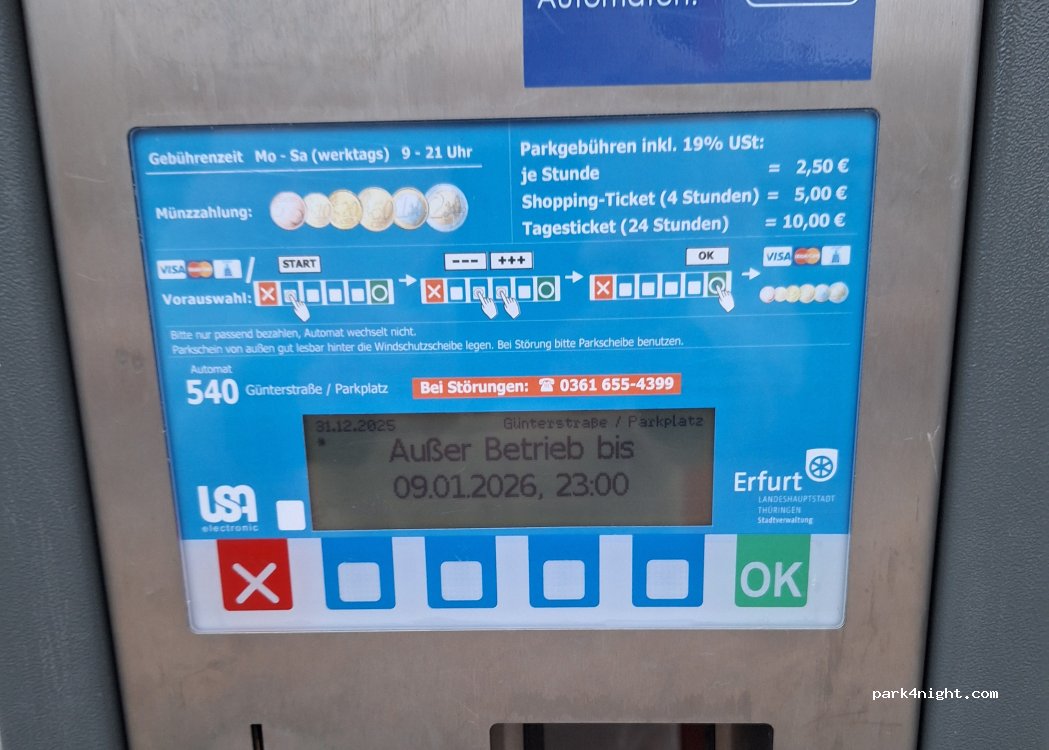 Automaten.
Gebührenzeit Mo - Sa (werktags) 9 - 21 Uhr
Münzzahlung:
Parkgebühren inkl. 19% USt:
je Stunde = 2,50 €
Shopping-Ticket (4 Stunden) = 5,00 €
Tagesticket (24 Stunden) = 10,00 €
VISA MasterCard /
START
--- +++
OK
VISA MasterCard
Vorauswahl:
Bitte nur passend bezahlen, Automat wechselt nicht.
Parkschein von außen gut lesbar hinter die Windschutzscheibe legen. Bei Störung bitte Parkscheibe benutzen.
Automat
540 Günterstraße / Parkplatz
Bei Störungen: ☎ 0361 655-4399
31.12.2025 Günterstraße / Parkplatz
*
Außer Betrieb bis
09.01.2026, 23:00
USA
electronic
Erfurt
LANDESHAUPTSTADT
THÜRINGEN
Stadtverwaltung
X
OK
park4night.com